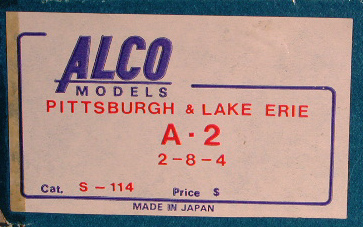 ALCO
MODELS
PITTSBURGH & LAKE ERIE
A-2
2-8-4
Cat. S-114 Price $
MADE IN JAPAN